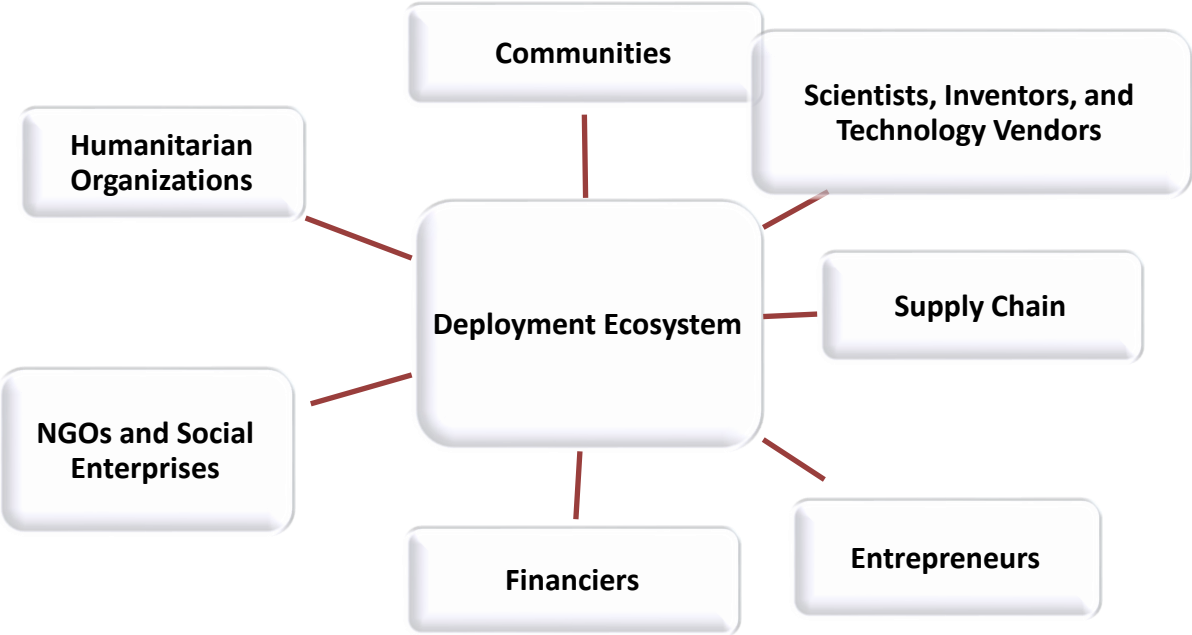 Communities
Scientists, Inventors, and
Technology Vendors
Humanitarian
Organizations
Supply Chain
Deployment Ecosystem
NGOs and Social
Enterprises
Entrepreneurs
Financiers